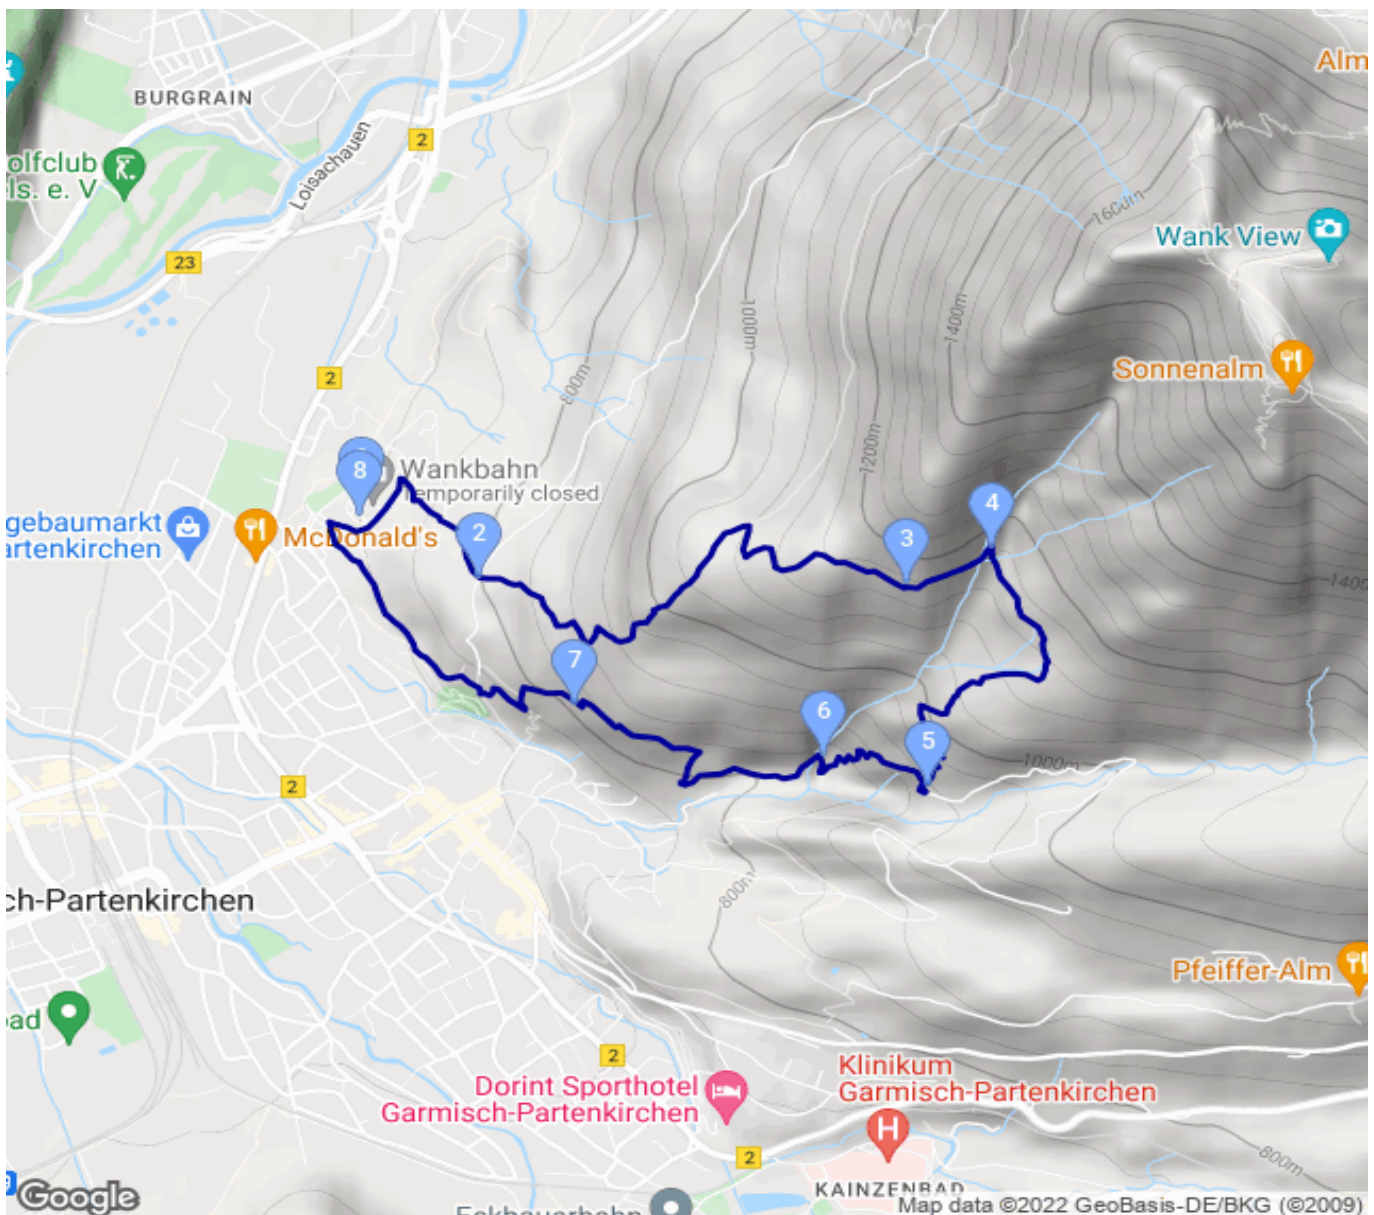 Alm
BURGRAIN
2
Loisachauen
olfclub
ls. e. V
1600m
Wank View
23
1000m
1400m
Sonnenalm
2
800m
1200m
8
Wankbahn
Temporarily closed
4
gebaumarkt
artenkirchen
McDonald's
2
3
1400
7
6
5
1000m
2
800m
ch-Partenkirchen
Pfeiffer-Alm
ad
2
Klinikum
Garmisch-Partenkirchen
Dorint Sporthotel
Garmisch-Partenkirchen
H
2
800m
KAINZENBAD
Google
Eckbauerbahn
Map data ©2022 GeoBasis-DE/BKG (©2009)